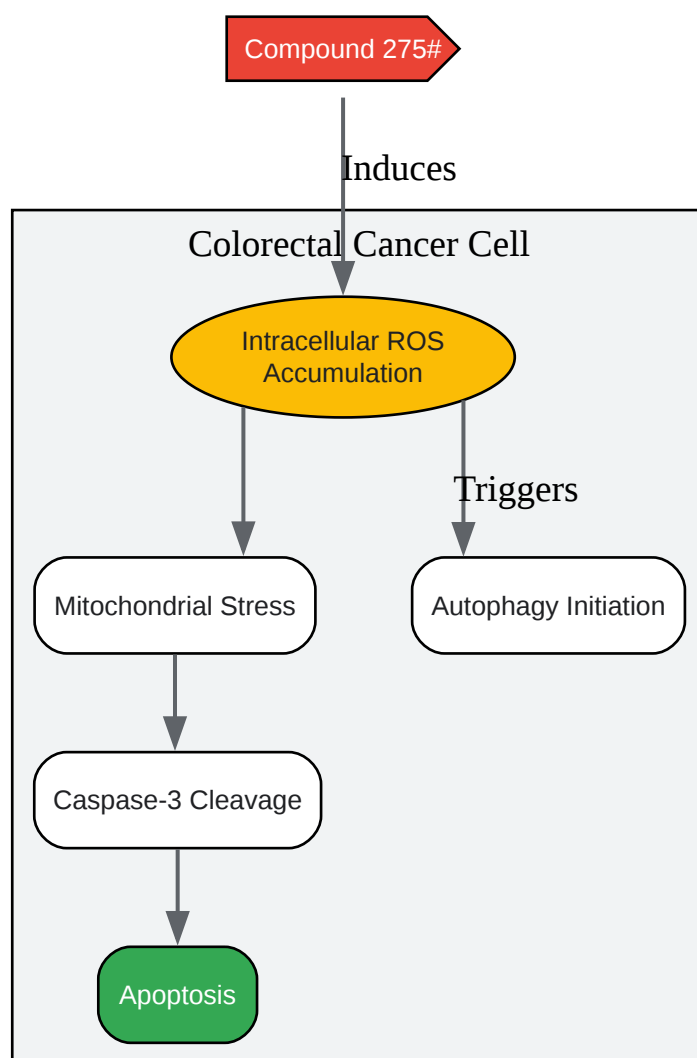 Compound 275#
Induces
Colorectal Cancer Cell
Intracellular ROS
Accumulation
Triggers
Mitochondrial Stress
Autophagy Initiation
Caspase-3 Cleavage
Apoptosis